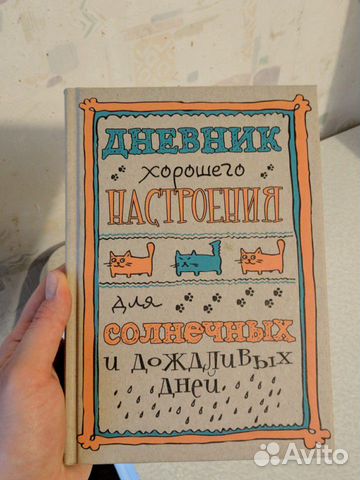 ДНЕВНИК
хорошего
НАСТРОЕНИЯ
для
СОЛНЕЧНЫХ
и дождливых
дней.
Avito